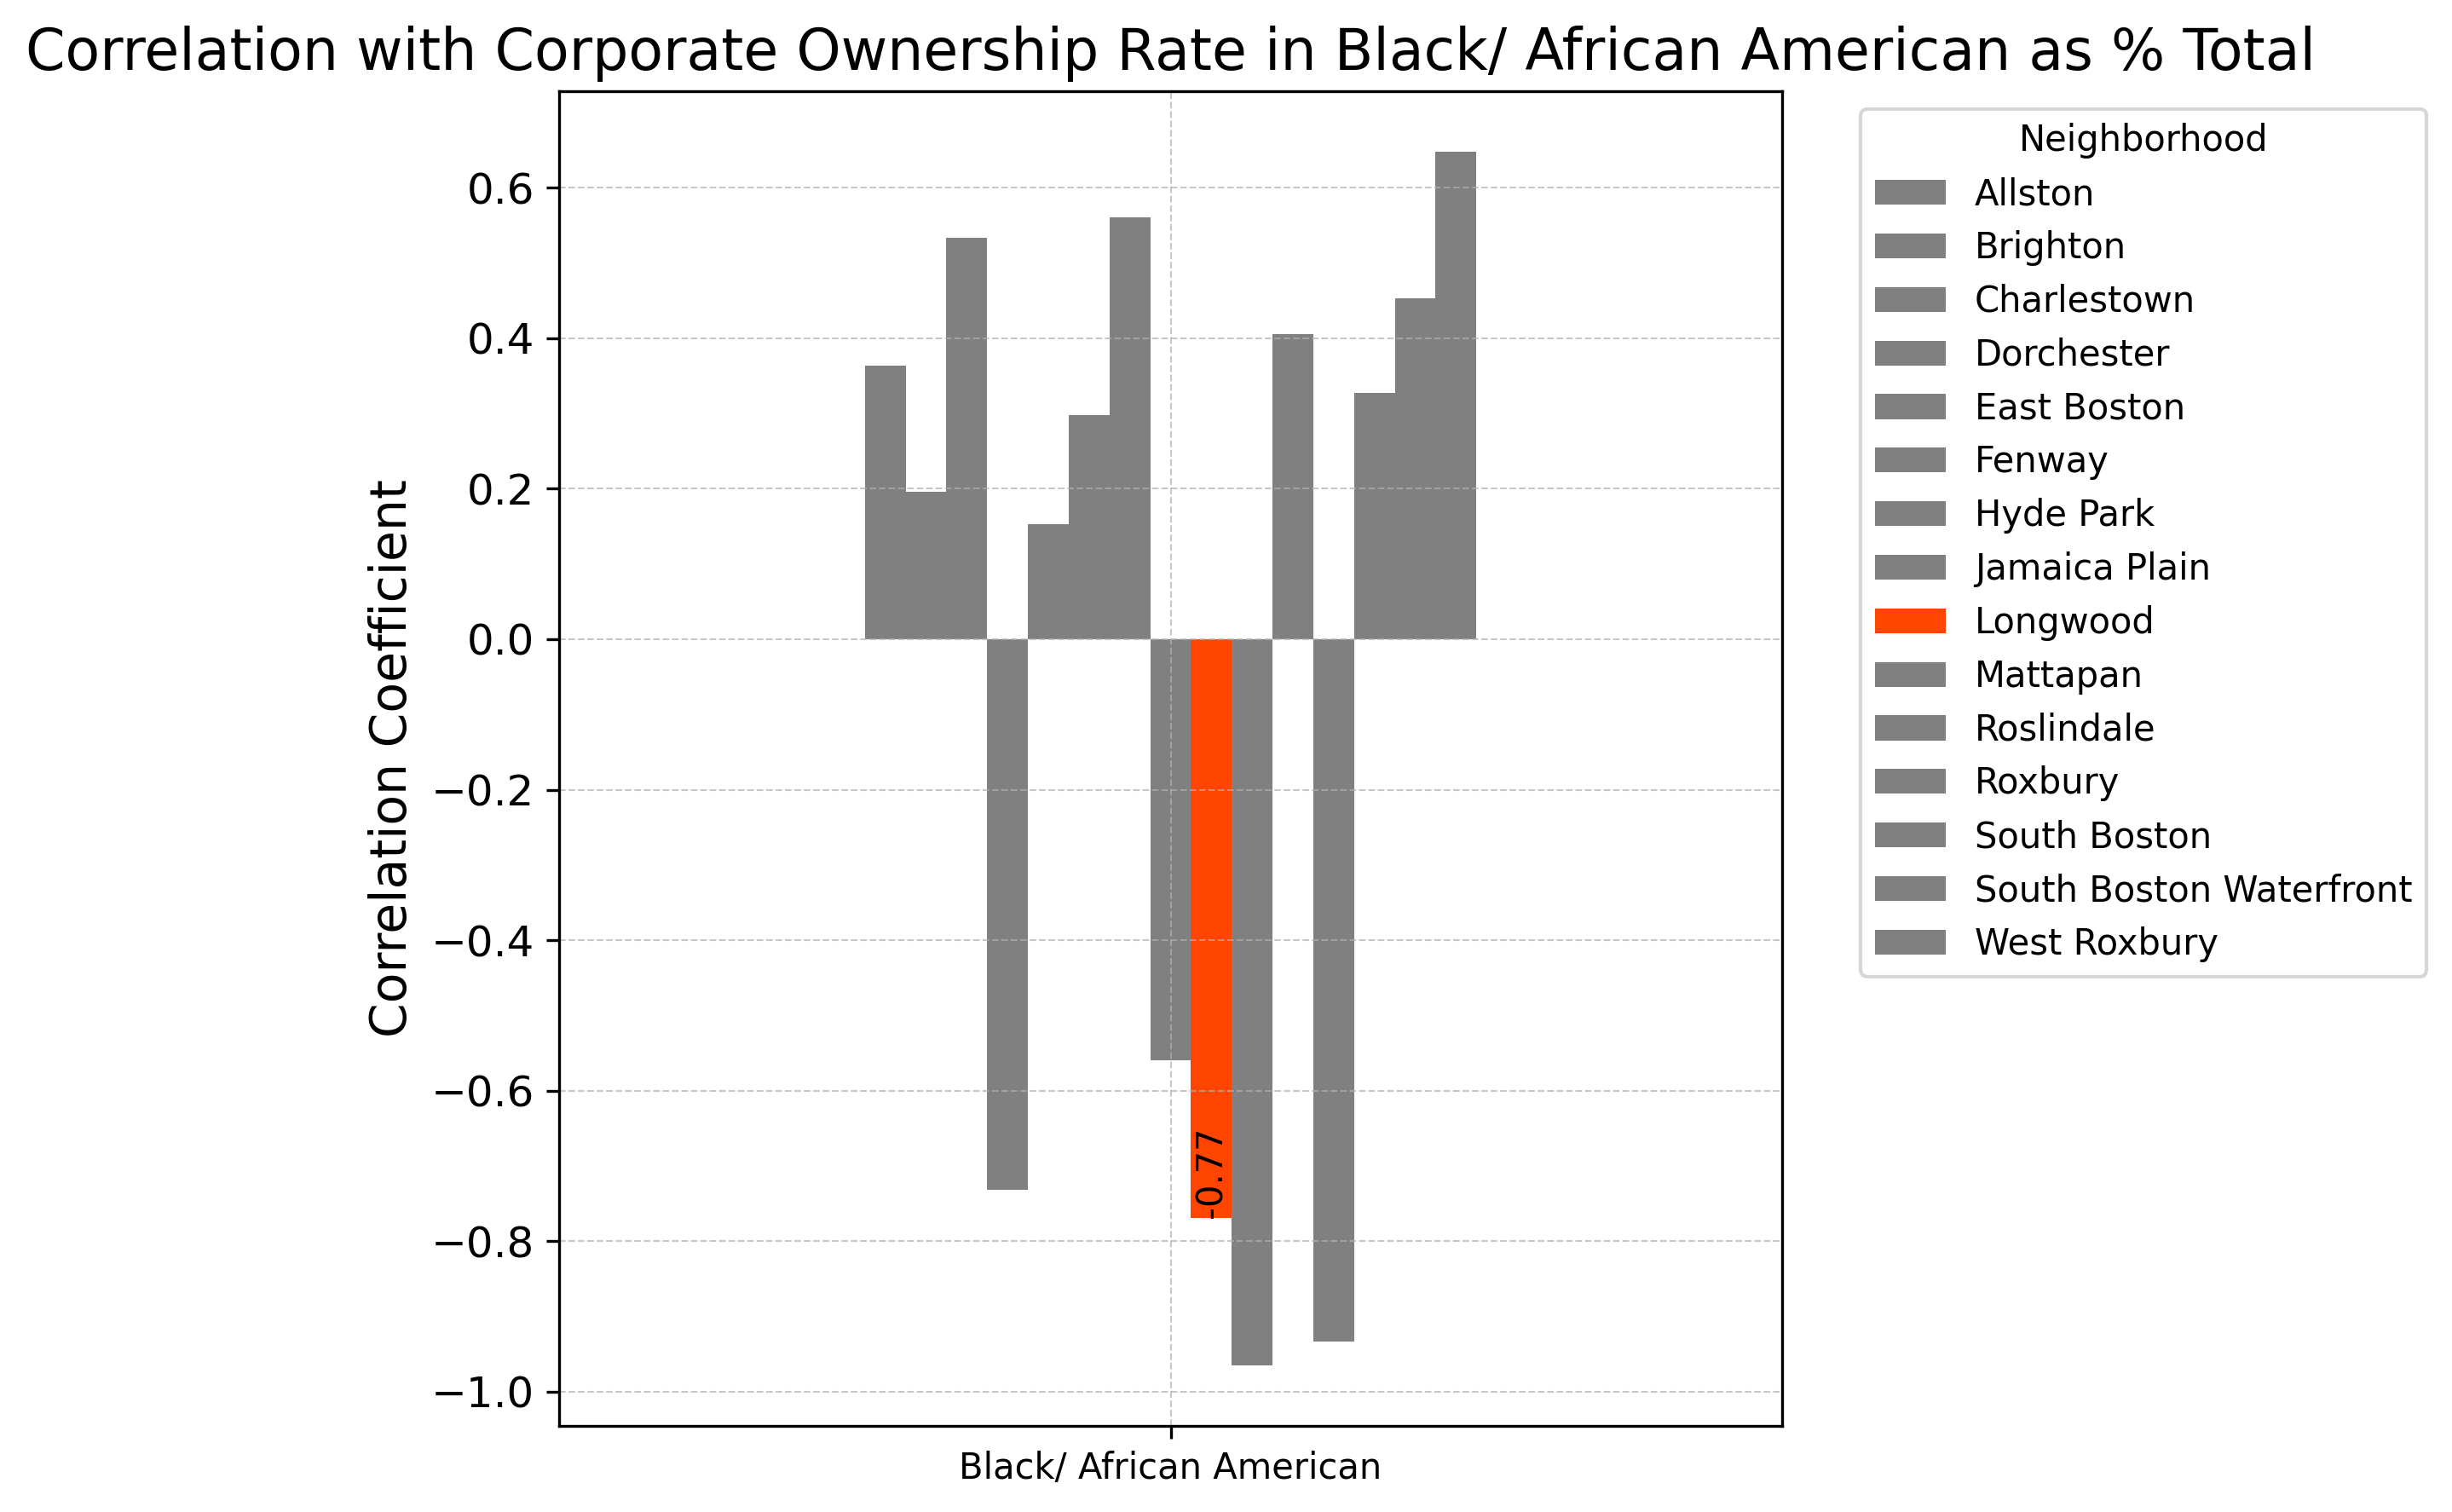 Correlation with Corporate Ownership Rate in Black/ African American as % Total
Correlation Coefficient
0.6
0.4
0.2
0.0
−0.2
−0.4
−0.6
−0.8
−1.0
-0.77
Black/ African American
Neighborhood
Allston
Brighton
Charlestown
Dorchester
East Boston
Fenway
Hyde Park
Jamaica Plain
Longwood
Mattapan
Roslindale
Roxbury
South Boston
South Boston Waterfront
West Roxbury